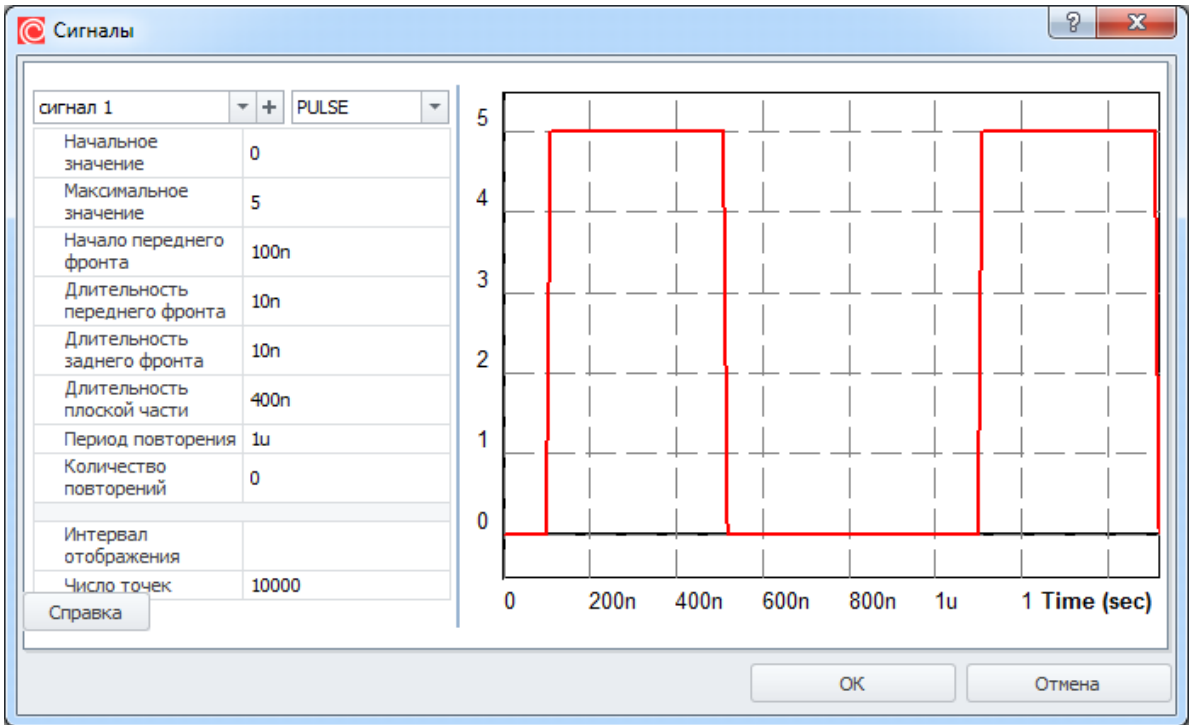 Сигналы
сигнал 1
PULSE
Начальное
значение
0
Максимальное
значение
5
Начало переднего
фронта
100n
Длительность
переднего фронта
10n
Длительность
заднего фронта
10n
Длительность
плоской части
400n
Период повторения
1u
Количество
повторений
0
Интервал
отображения
Число точек
10000
Справка
5
4
3
2
1
0
0 200n 400n 600n 800n 1u 1 Time (sec)
OK
Отмена